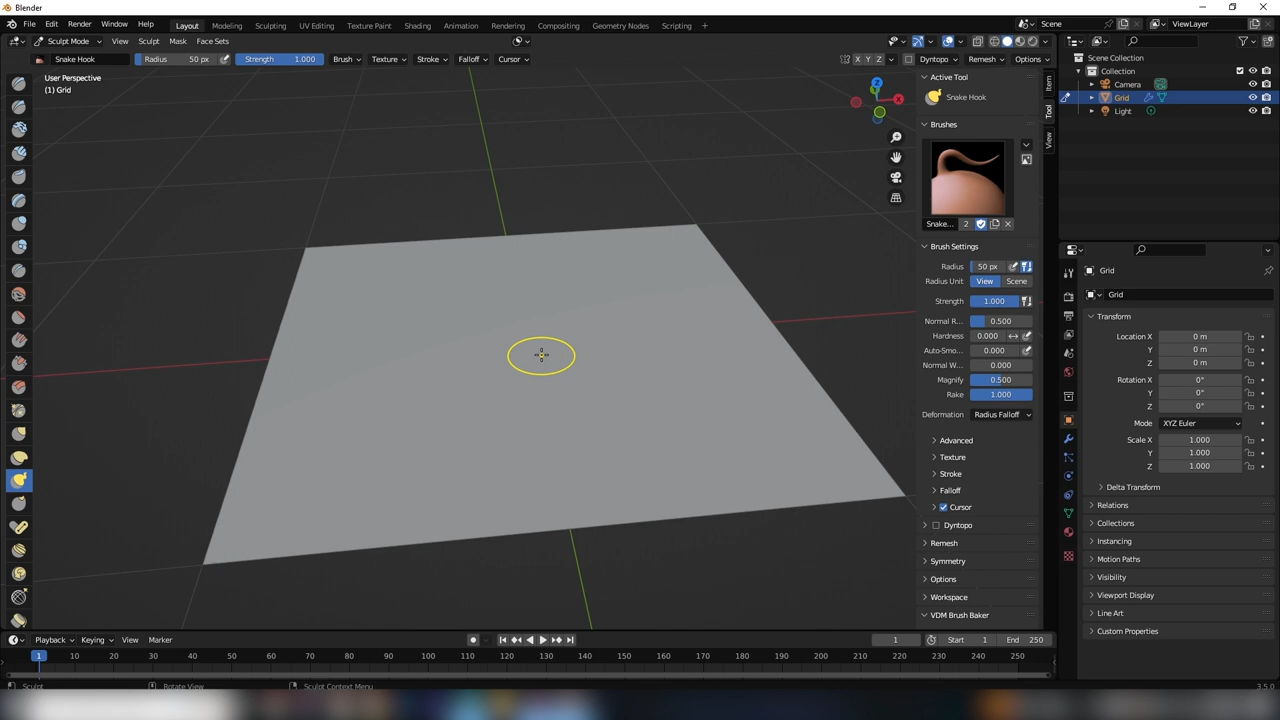 Blender
File Edit Render Window Help Layout Modeling Sculpting UV Editing Texture Paint Shading Animation Rendering Compositing Geometry Nodes Scripting + Scene ViewLayer
Sculpt Mode View Sculpt Mask Face Sets
Snake Hook Radius 50 px Strength 1.000 Brush Texture Stroke Falloff Cursor X Y Z Dyntopo Remesh Options
User Perspective
(1) Grid
Z
X
Active Tool
Snake Hook
Brushes
Snake... 2
Brush Settings
Radius 50 px
Radius Unit View Scene
Strength 1.000
Normal R... 0.500
Hardness 0.000
Auto-Smo... 0.000
Normal W... 0.000
Magnify 0.500
Rake 1.000
Deformation Radius Falloff
Advanced
Texture
Stroke
Falloff
Cursor
Dyntopo
Remesh
Symmetry
Options
Workspace
VDM Brush Baker
Item
Tool
View
Scene Collection
Collection
Camera
Grid
Light
Grid
Grid
Transform
Location X 0 m
Y 0 m
Z 0 m
Rotation X 0°
Y 0°
Z 0°
Mode XYZ Euler
Scale X 1.000
Y 1.000
Z 1.000
Delta Transform
Relations
Collections
Instancing
Motion Paths
Visibility
Viewport Display
Line Art
Custom Properties
Playback Keying View Marker 1 Start 1 End 250
1 10 20 30 40 50 60 70 80 90 100 110 120 130 140 150 160 170 180 190 200 210 220 230 240 250
Sculpt Rotate View Sculpt Context Menu 3.5.0